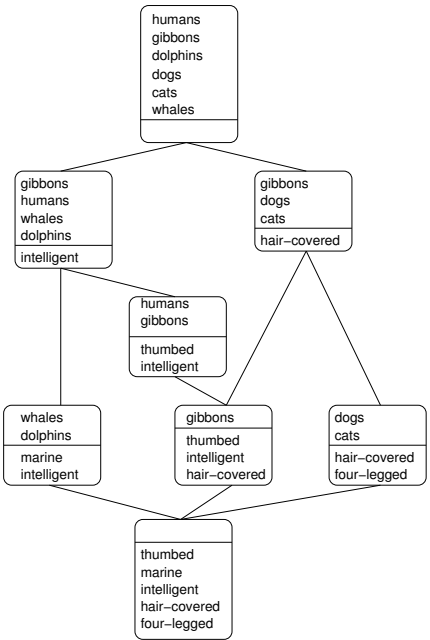 humans
gibbons
dolphins
dogs
cats
whales
gibbons
humans
whales
dolphins
intelligent
gibbons
dogs
cats
hair-covered
humans
gibbons
thumbed
intelligent
whales
dolphins
marine
intelligent
gibbons
thumbed
intelligent
hair-covered
dogs
cats
hair-covered
four-legged
thumbed
marine
intelligent
hair-covered
four-legged